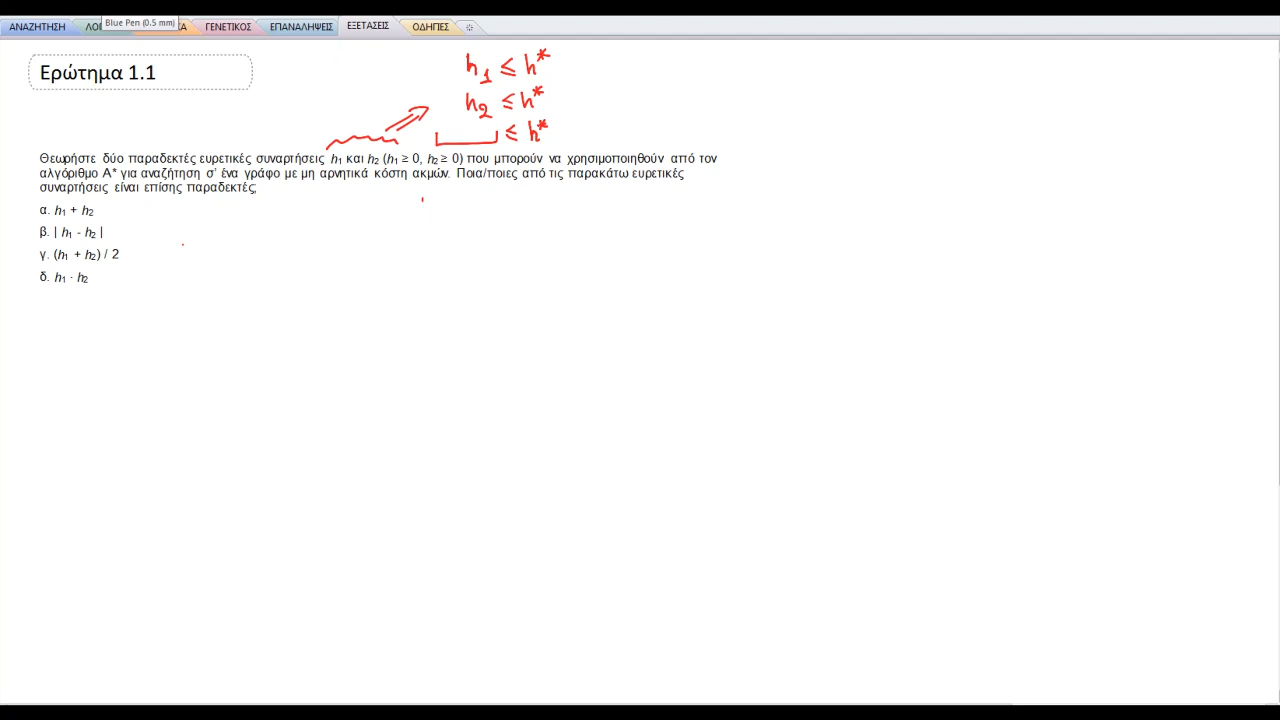 Blue Pen (0.5 mm)
ΑΝΑΖΗΤΗΣΗ ΓΕΝΕΤΙΚΟΣ ΕΠΑΝΑΛΗΨΕΙΣ ΕΞΕΤΑΣΕΙΣ ΟΔΗΓΙΕΣ
Ερώτημα 1.1
h1 ≤ h*
h2 ≤ h*
≤ h*
Θεωρήστε δύο παραδεκτές ευρετικές συναρτήσεις h1 και h2 (h1 ≥ 0, h2 ≥ 0) που μπορούν να χρησιμοποιηθούν από τον
αλγόριθμο Α* για αναζήτηση σ' ένα γράφο με μη αρνητικά κόστη ακμών. Ποια/ποιες από τις παρακάτω ευρετικές
συναρτήσεις είναι επίσης παραδεκτές;
α. h1 + h2
β. | h1 - h2 |
γ. (h1 + h2) / 2
δ. h1 · h2